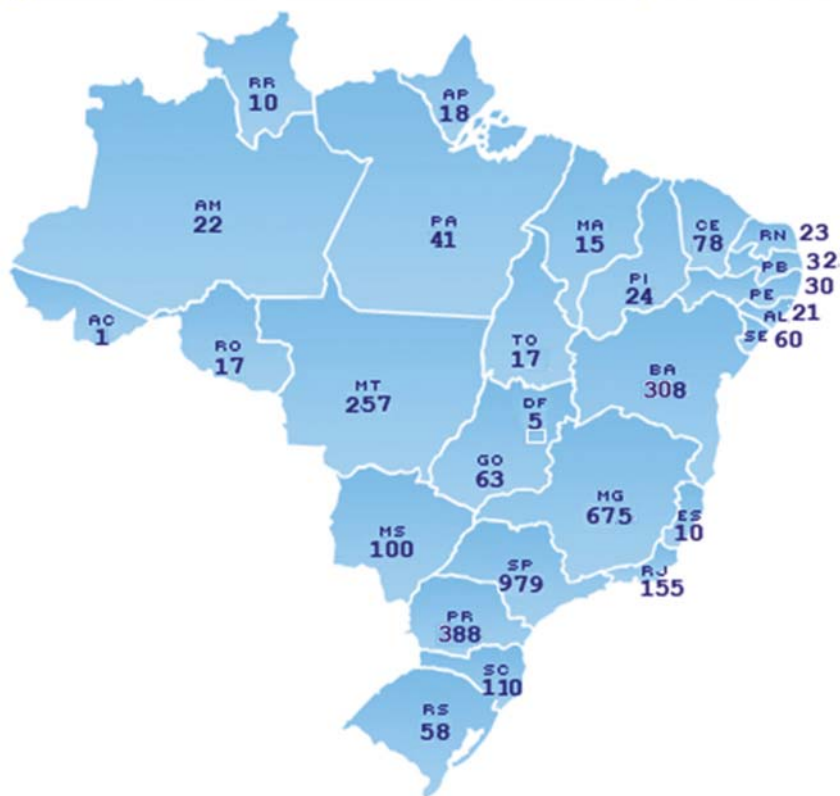 RR
10
AP
18
AM
22
PA
41
MA
15
CE
78
RN 23
PB 32
PE 30
AL 21
SE 60
PI
24
AC
1
RO
17
TO
17
BA
308
MT
257
DF
5
GO
63
MG
675
ES
10
MS
100
SP
979
RJ
155
PR
388
SC
110
RS
58